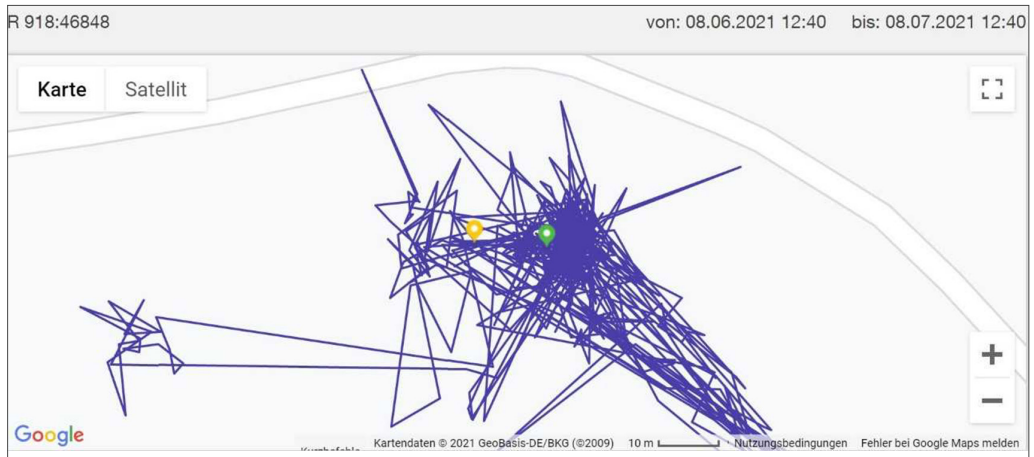 R 918:46848 von: 08.06.2021 12:40 bis: 08.07.2021 12:40
Karte Satellit
+
−
Google
Kartendaten © 2021 GeoBasis-DE/BKG (©2009) 10 m Nutzungsbedingungen Fehler bei Google Maps melden